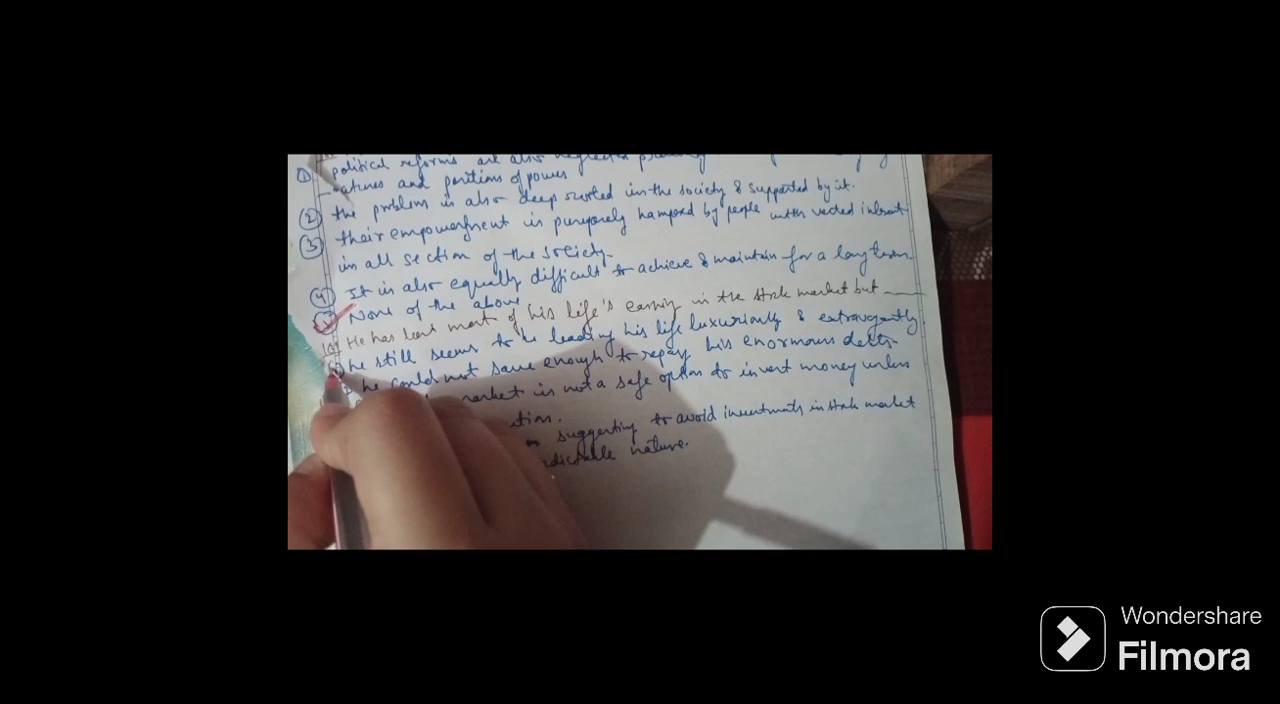 ① political reforms are also neglected
natures and positions of power
② the problem is also deep rooted in the society & supported by it.
③ their empowerment is purposely hampered by people with vested interest
in all section of the society.
④ It is also equally difficult to achieve & maintain for a long term.
None of the above
He has lost most of his life's earning in the stock market but ____
he still seems to be leading his life luxuriously & extravagently.
he could not save enough to repay his enormous debts
market is not a safe option to invest money unless
suggesting to avoid investments in stock market
nature.
Wondershare
Filmora